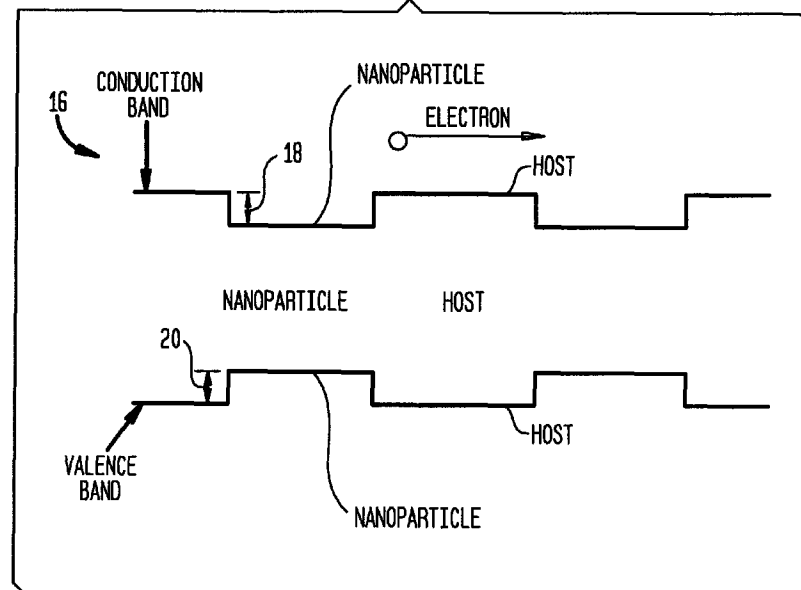 CONDUCTION
BAND
NANOPARTICLE
16
ELECTRON
18
HOST
NANOPARTICLE HOST
20
HOST
VALENCE
BAND
NANOPARTICLE